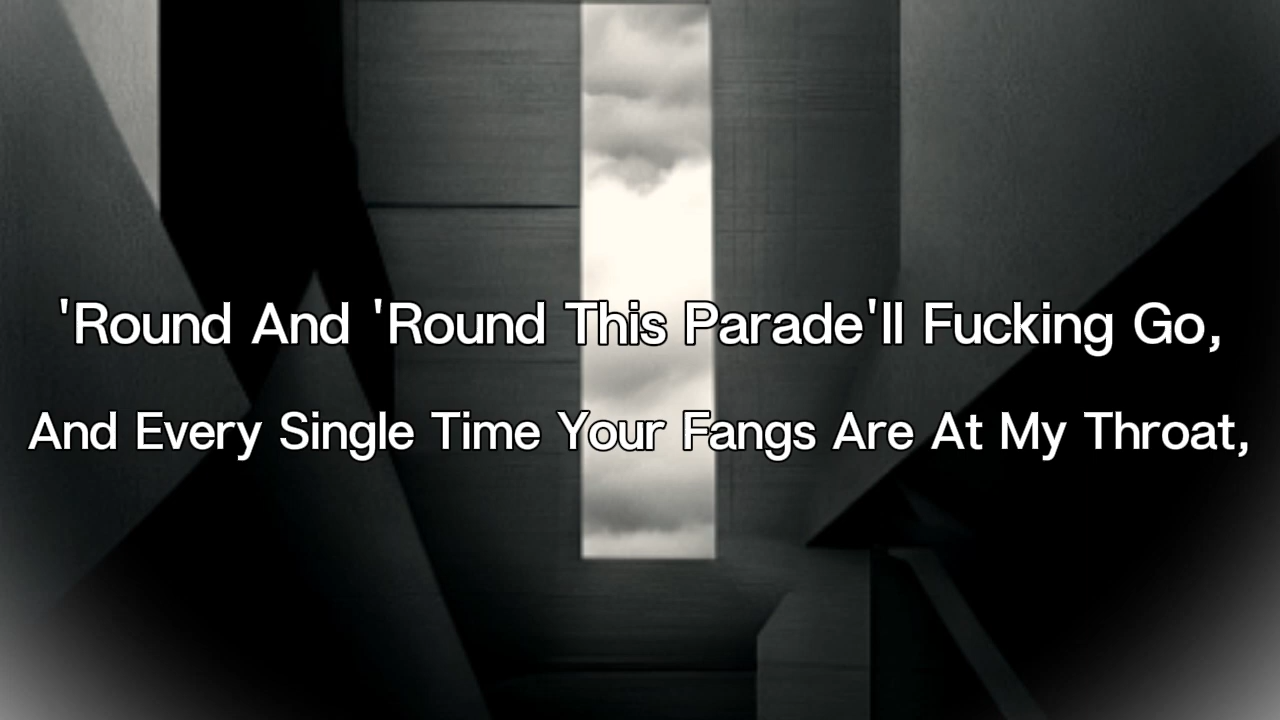 'Round And 'Round This Parade'll Fucking Go,
And Every Single Time Your Fangs Are At My Throat,